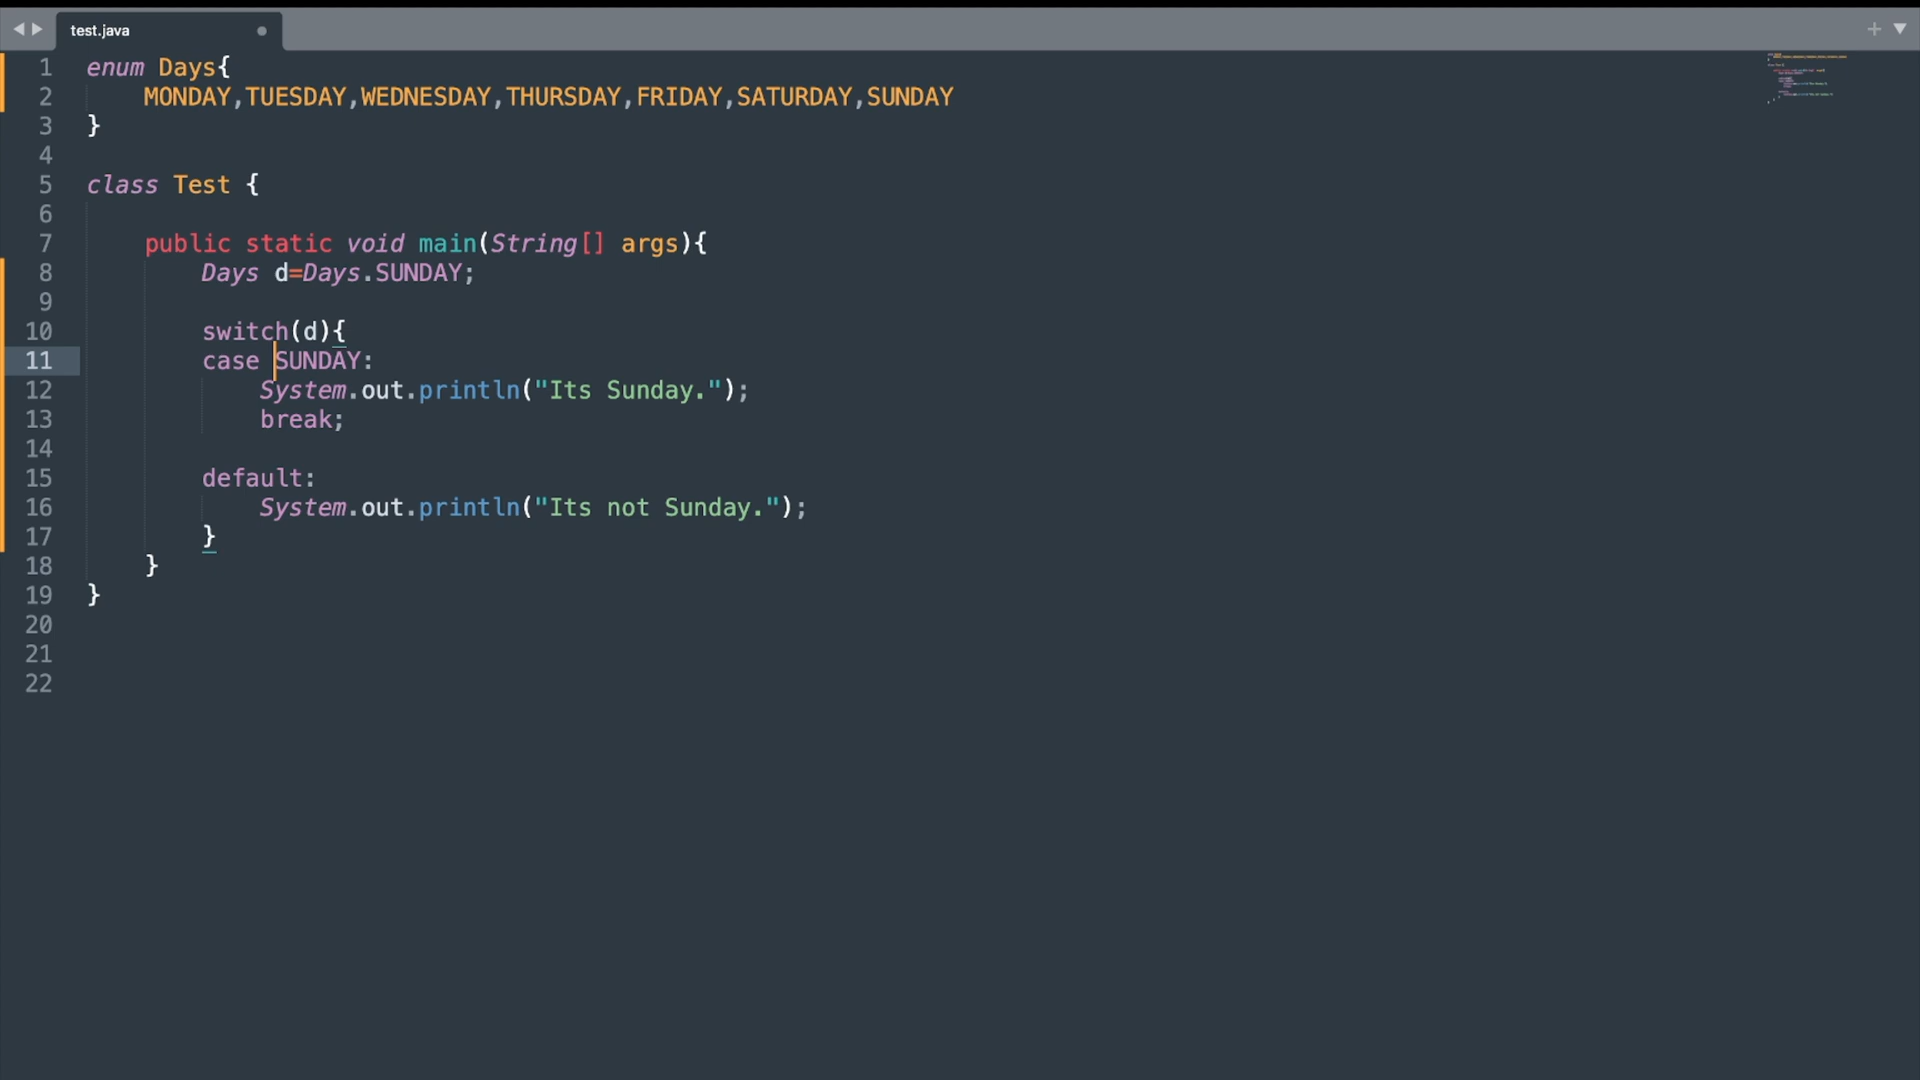 test.java
1 enum Days{
2 MONDAY,TUESDAY,WEDNESDAY,THURSDAY,FRIDAY,SATURDAY,SUNDAY
3 }
4
5 class Test {
6
7 public static void main(String[] args){
8 Days d=Days.SUNDAY;
9
10 switch(d){
11 case SUNDAY:
12 System.out.println("Its Sunday.");
13 break;
14
15 default:
16 System.out.println("Its not Sunday.");
17 }
18 }
19 }
20
21
22